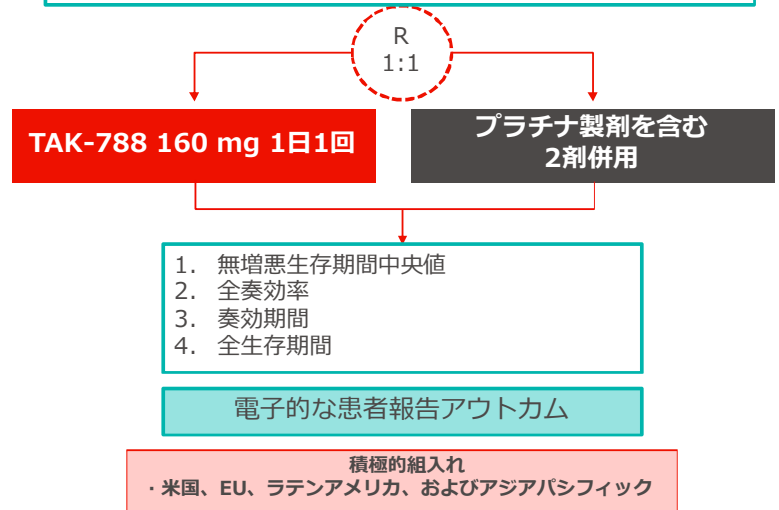 R
1:1
TAK-788 160 mg 1日1回
プラチナ製剤を含む
2剤併用
1. 無増悪生存期間中央値
2. 全奏効率
3. 奏効期間
4. 全生存期間
電子的な患者報告アウトカム
積極的組入れ
・米国、EU、ラテンアメリカ、およびアジアパシフィック